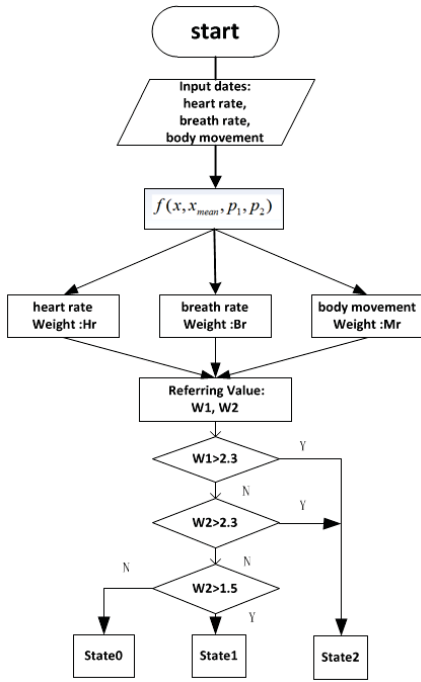 start
Input dates:
heart rate,
breath rate,
body movement
f(x, x_mean, p_1, p_2)
heart rate
Weight :Hr
breath rate
Weight :Br
body movement
Weight :Mr
Referring Value:
W1, W2
W1>2.3
Y
N
W2>2.3
Y
N
N
W2>1.5
Y
State0
State1
State2